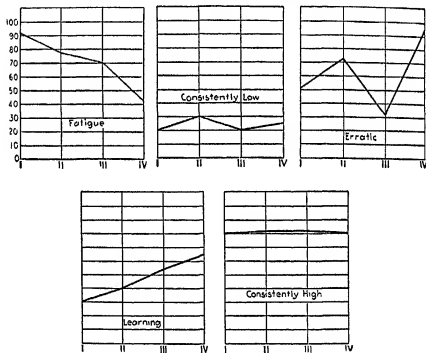 100
90
80
70
60
50
40
30
20
10
0
Fatigue
I II III IV
Consistently Low
I II III IV
Erratic
I II III IV
Learning
I II III IV
Consistently High
I II III IV